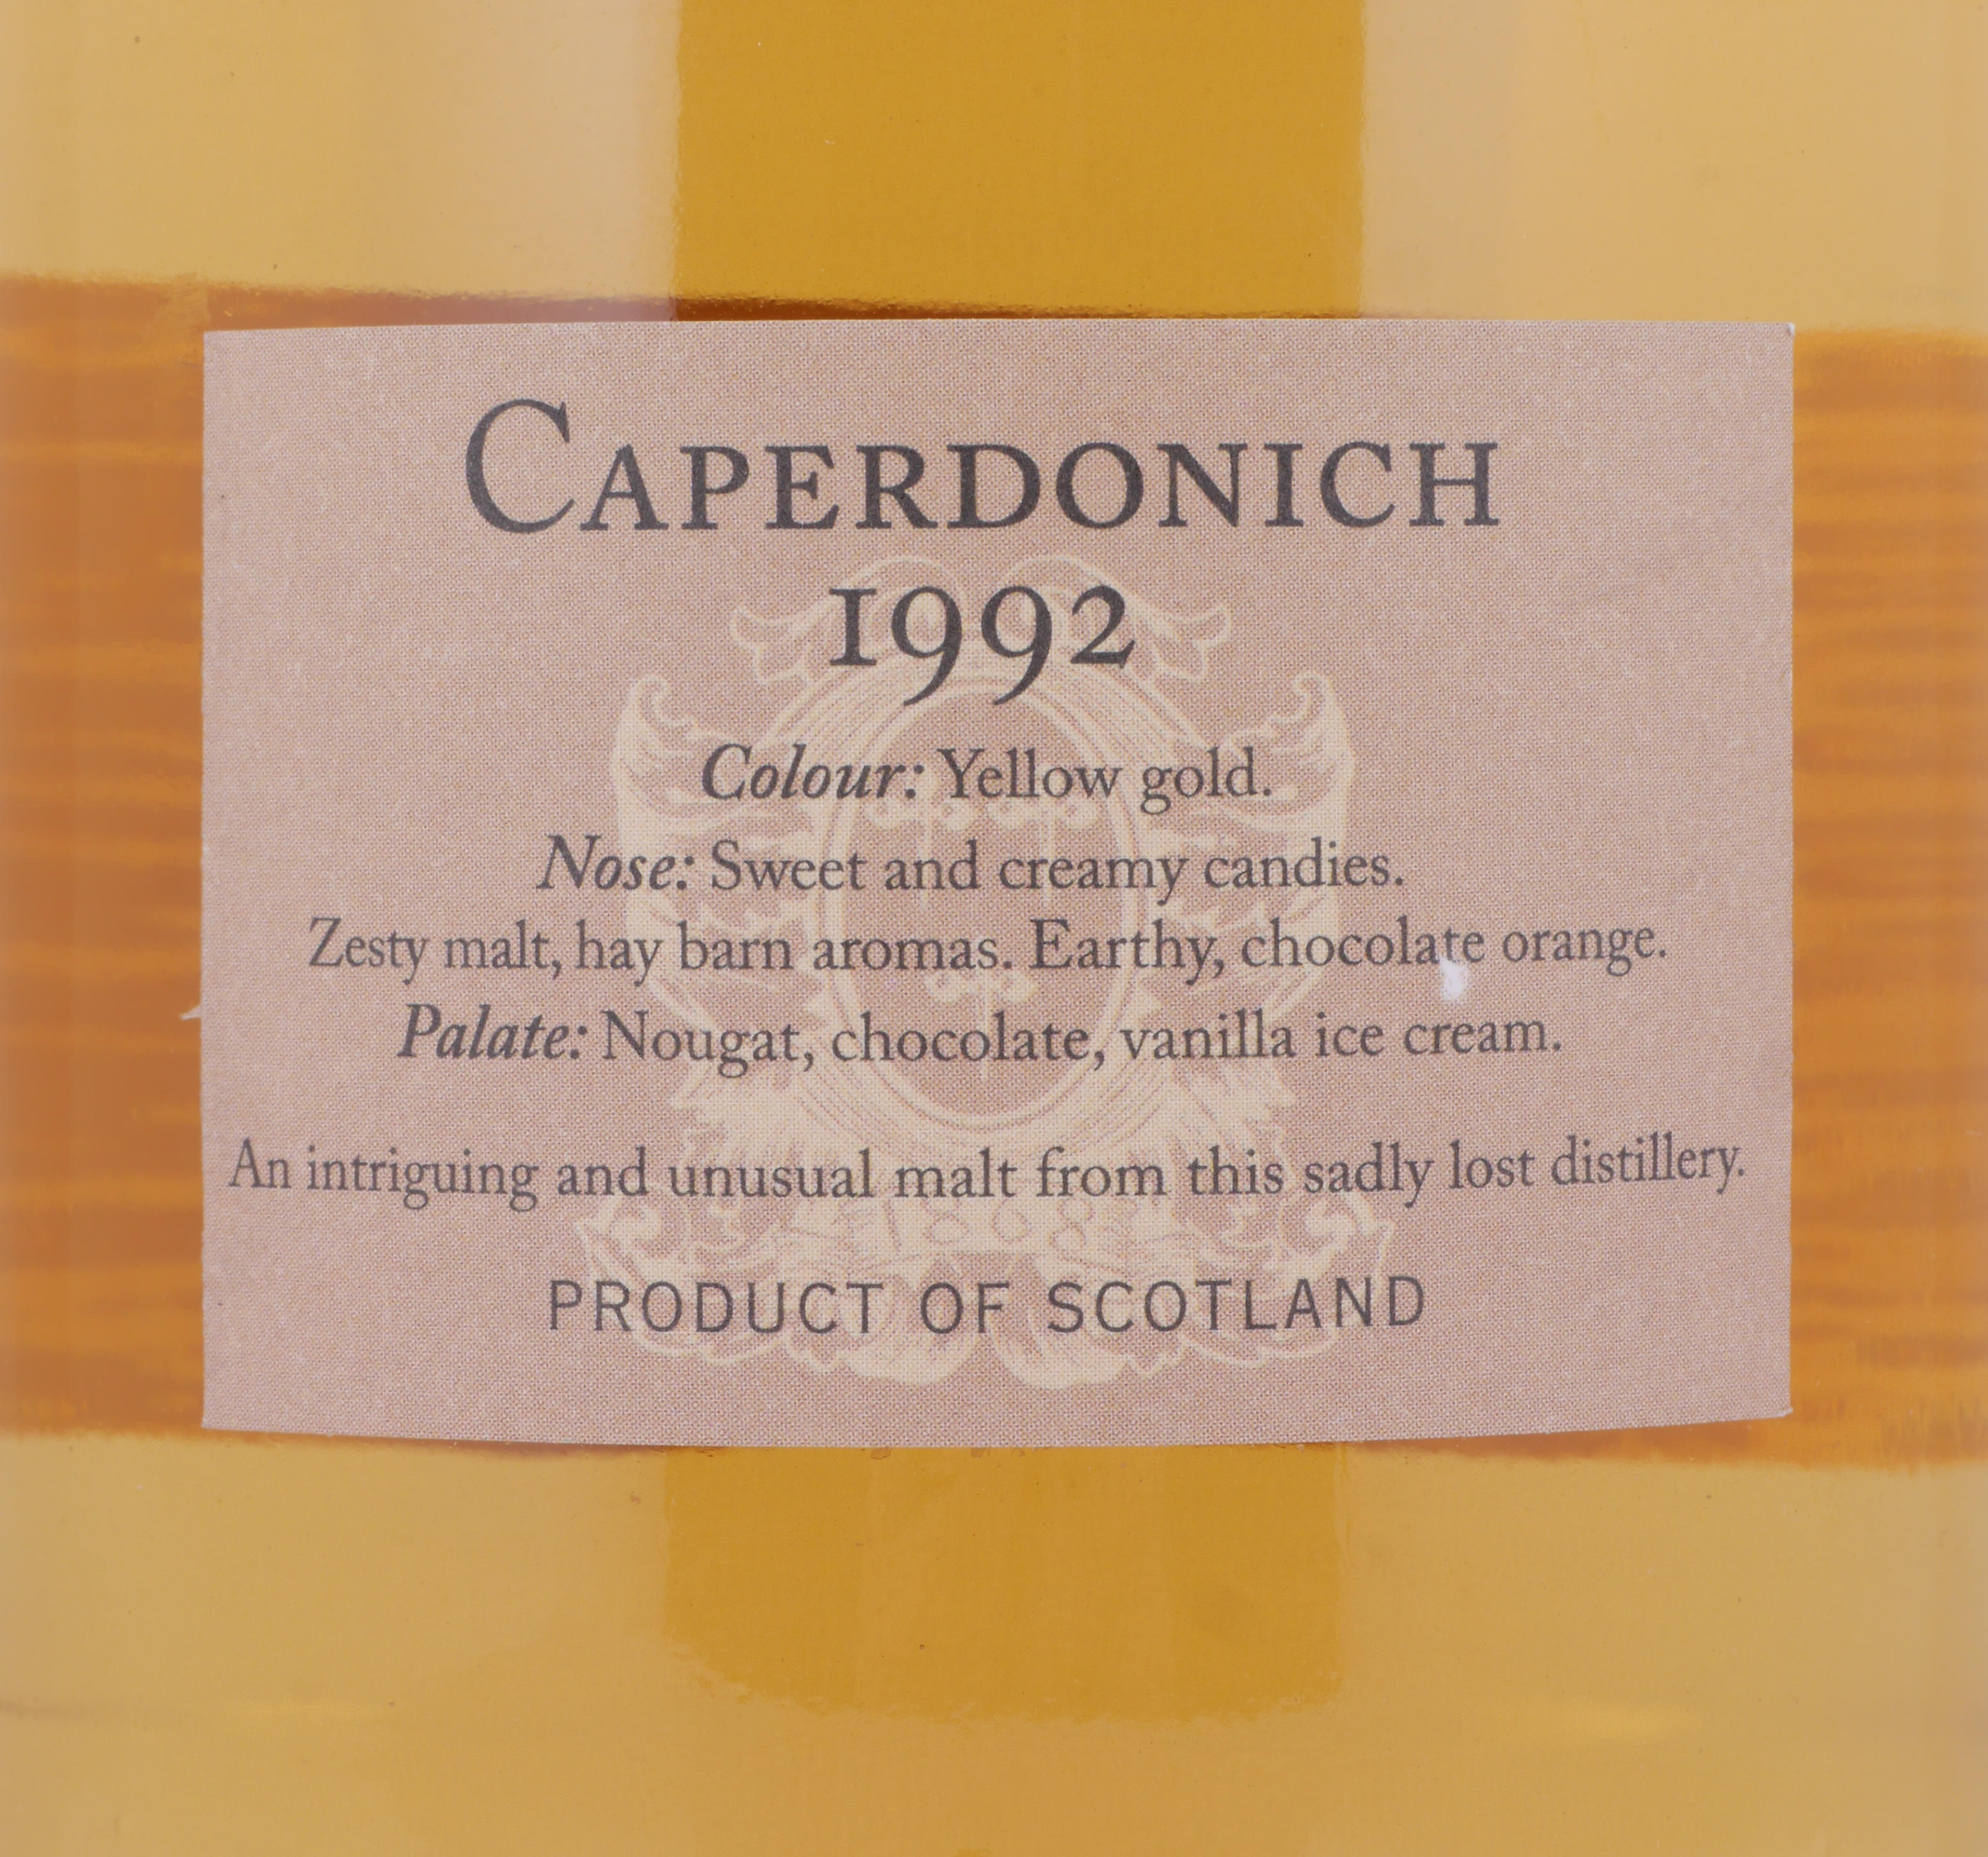 CAPERDONICH
1992
Colour: Yellow gold.
Nose: Sweet and creamy candies.
Zesty malt, hay barn aromas. Earthy, chocolate orange.
Palate: Nougat, chocolate, vanilla ice cream.
An intriguing and unusual malt from this sadly lost distillery.
1868
PRODUCT OF SCOTLAND